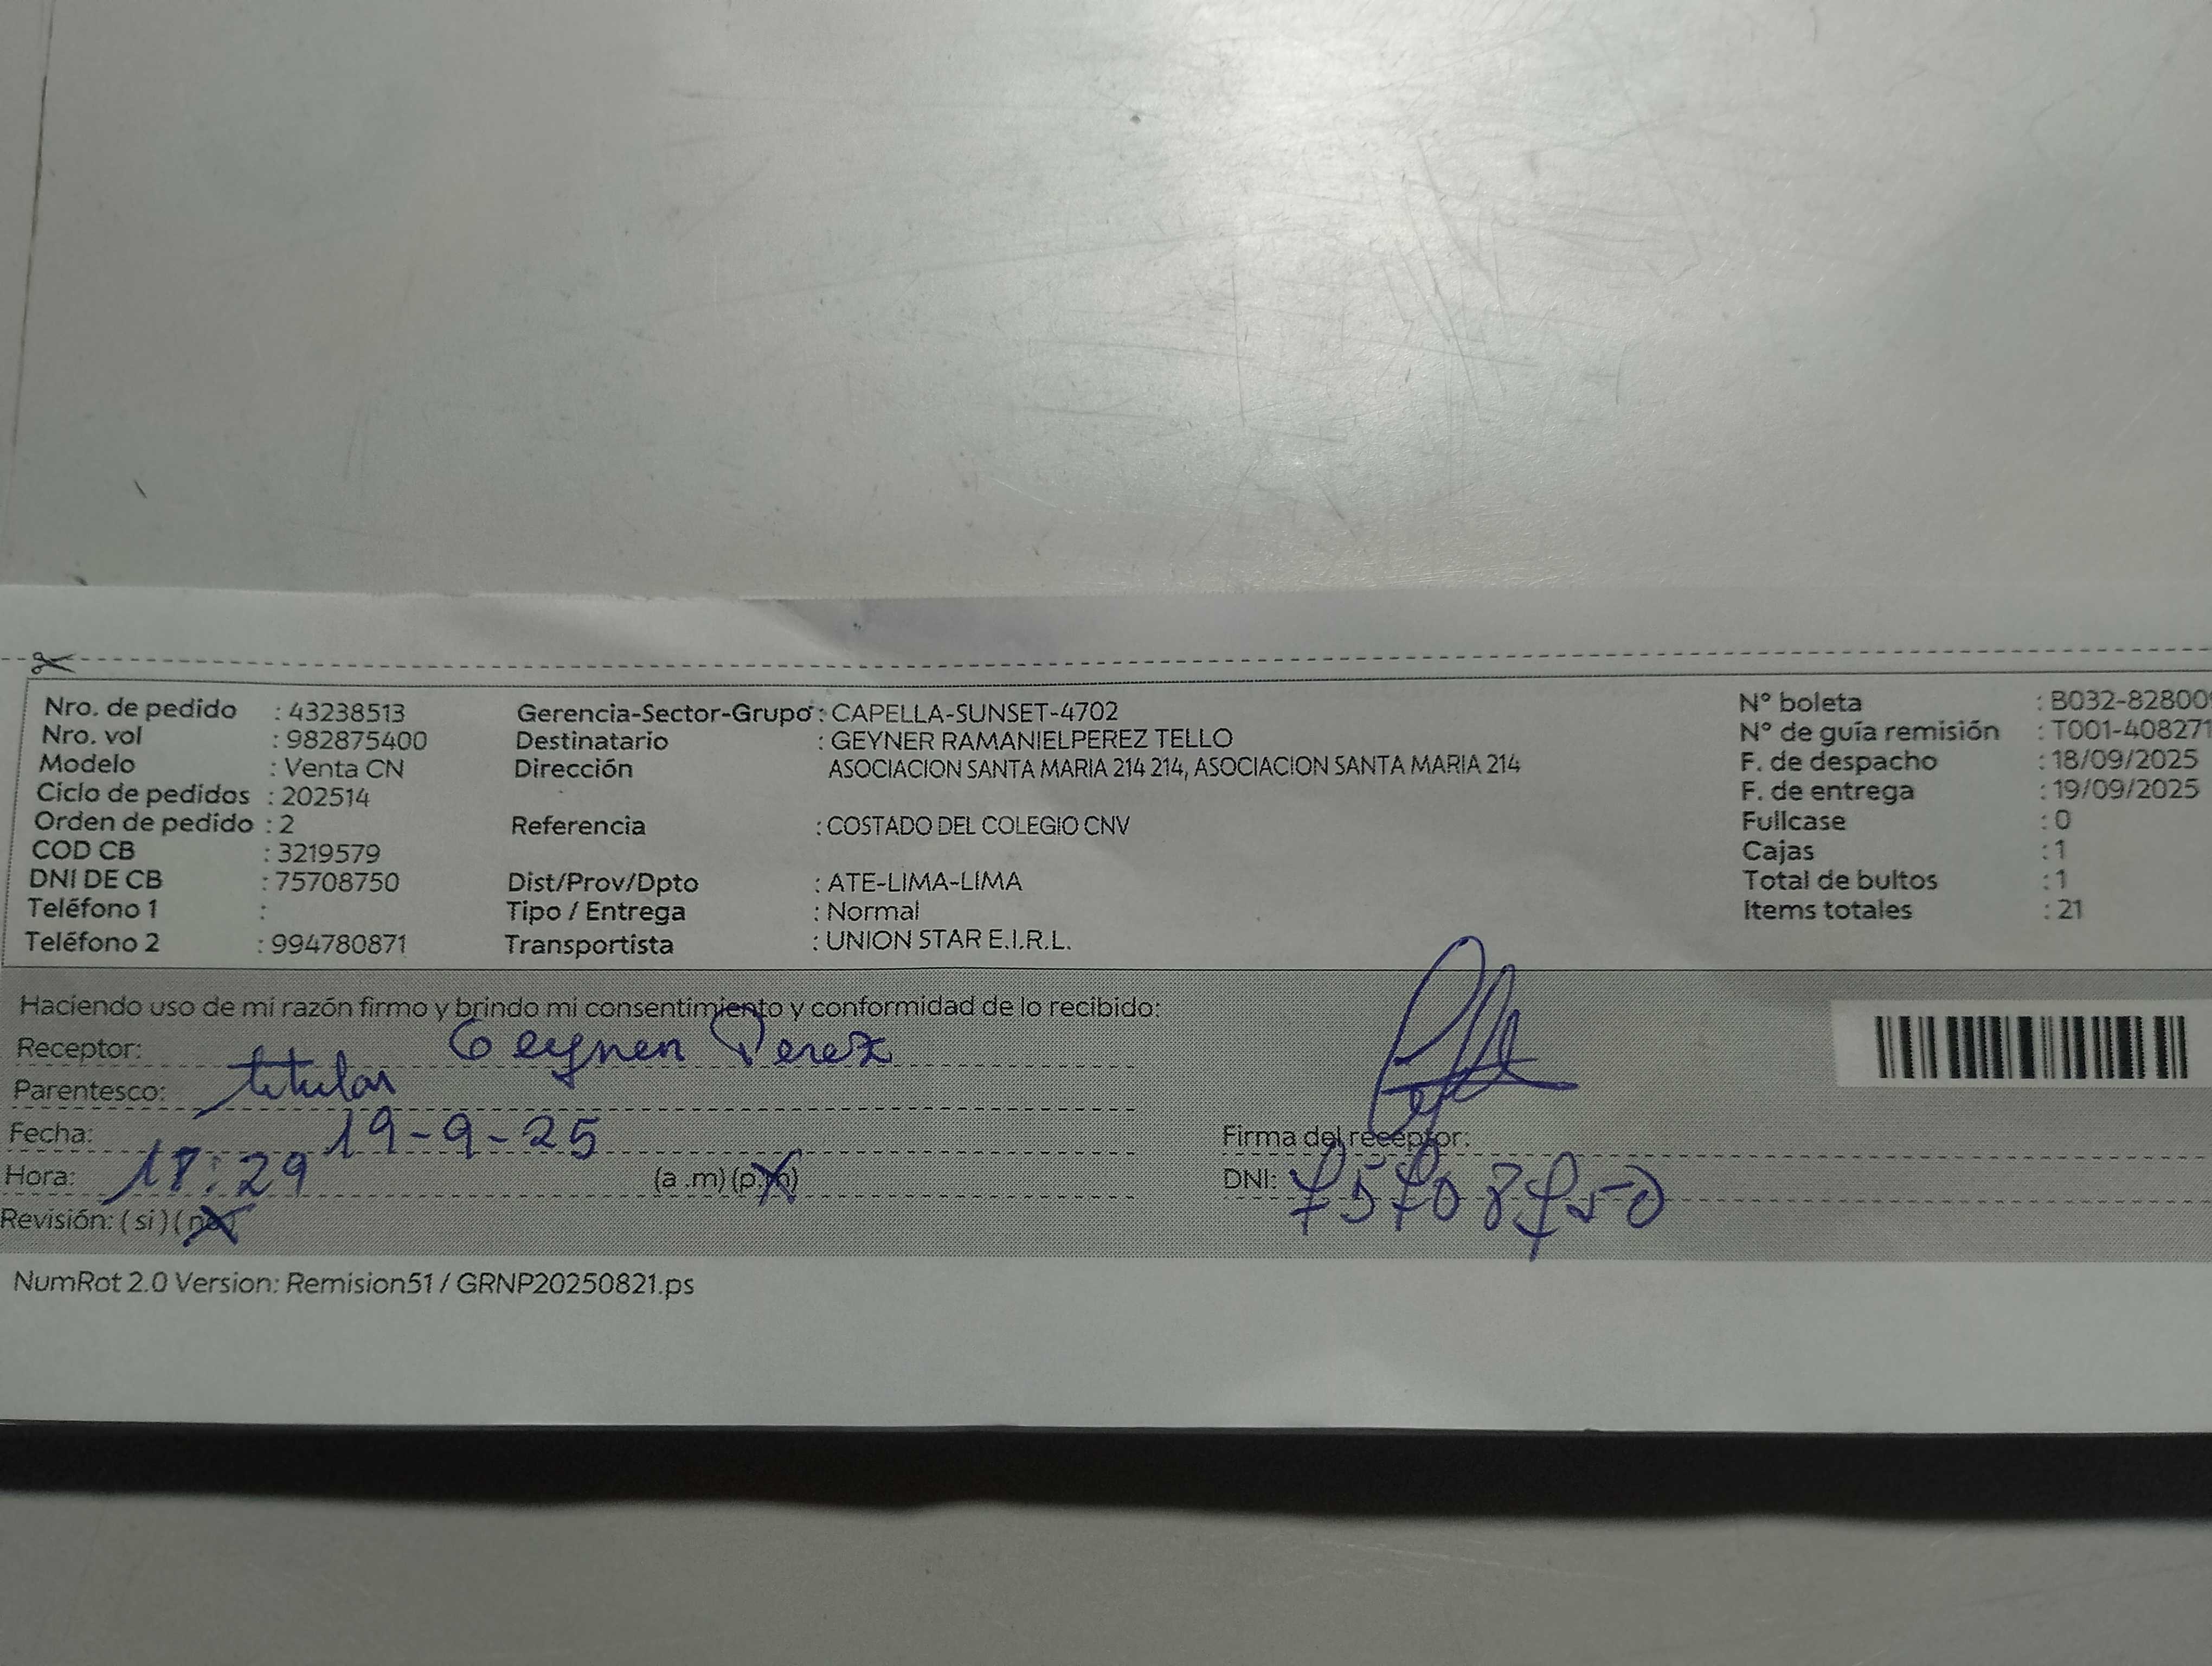 Nro. de pedido : 43238513 Gerencia-Sector-Grupo : CAPELLA-SUNSET-4702 N° boleta : B032-82800
Nro. vol : 982875400 Destinatario : GEYNER RAMANIELPEREZ TELLO N° de guía remisión : T001-408271
Modelo : Venta CN Dirección ASOCIACION SANTA MARIA 214 214, ASOCIACION SANTA MARIA 214 F. de despacho : 18/09/2025
Ciclo de pedidos : 202514 F. de entrega : 19/09/2025
Orden de pedido : 2 Referencia : COSTADO DEL COLEGIO CNV Fullcase : 0
COD CB : 3219579 Cajas : 1
DNI DE CB : 75708750 Dist/Prov/Dpto : ATE-LIMA-LIMA Total de bultos : 1
Teléfono 1 : Tipo / Entrega : Normal Items totales : 21
Teléfono 2 : 994780871 Transportista : UNION STAR E.I.R.L.
Haciendo uso de mi razón firmo y brindo mi consentimiento y conformidad de lo recibido:
Receptor: Geyner Perez
Parentesco: titular
Fecha: 19-9-25 Firma del receptor:
Hora: :29 (a .m) (p.m) DNI: 75708750
Revisión: ( si ) ( no )
NumRot 2.0 Version: Remision51 / GRNP20250821.ps